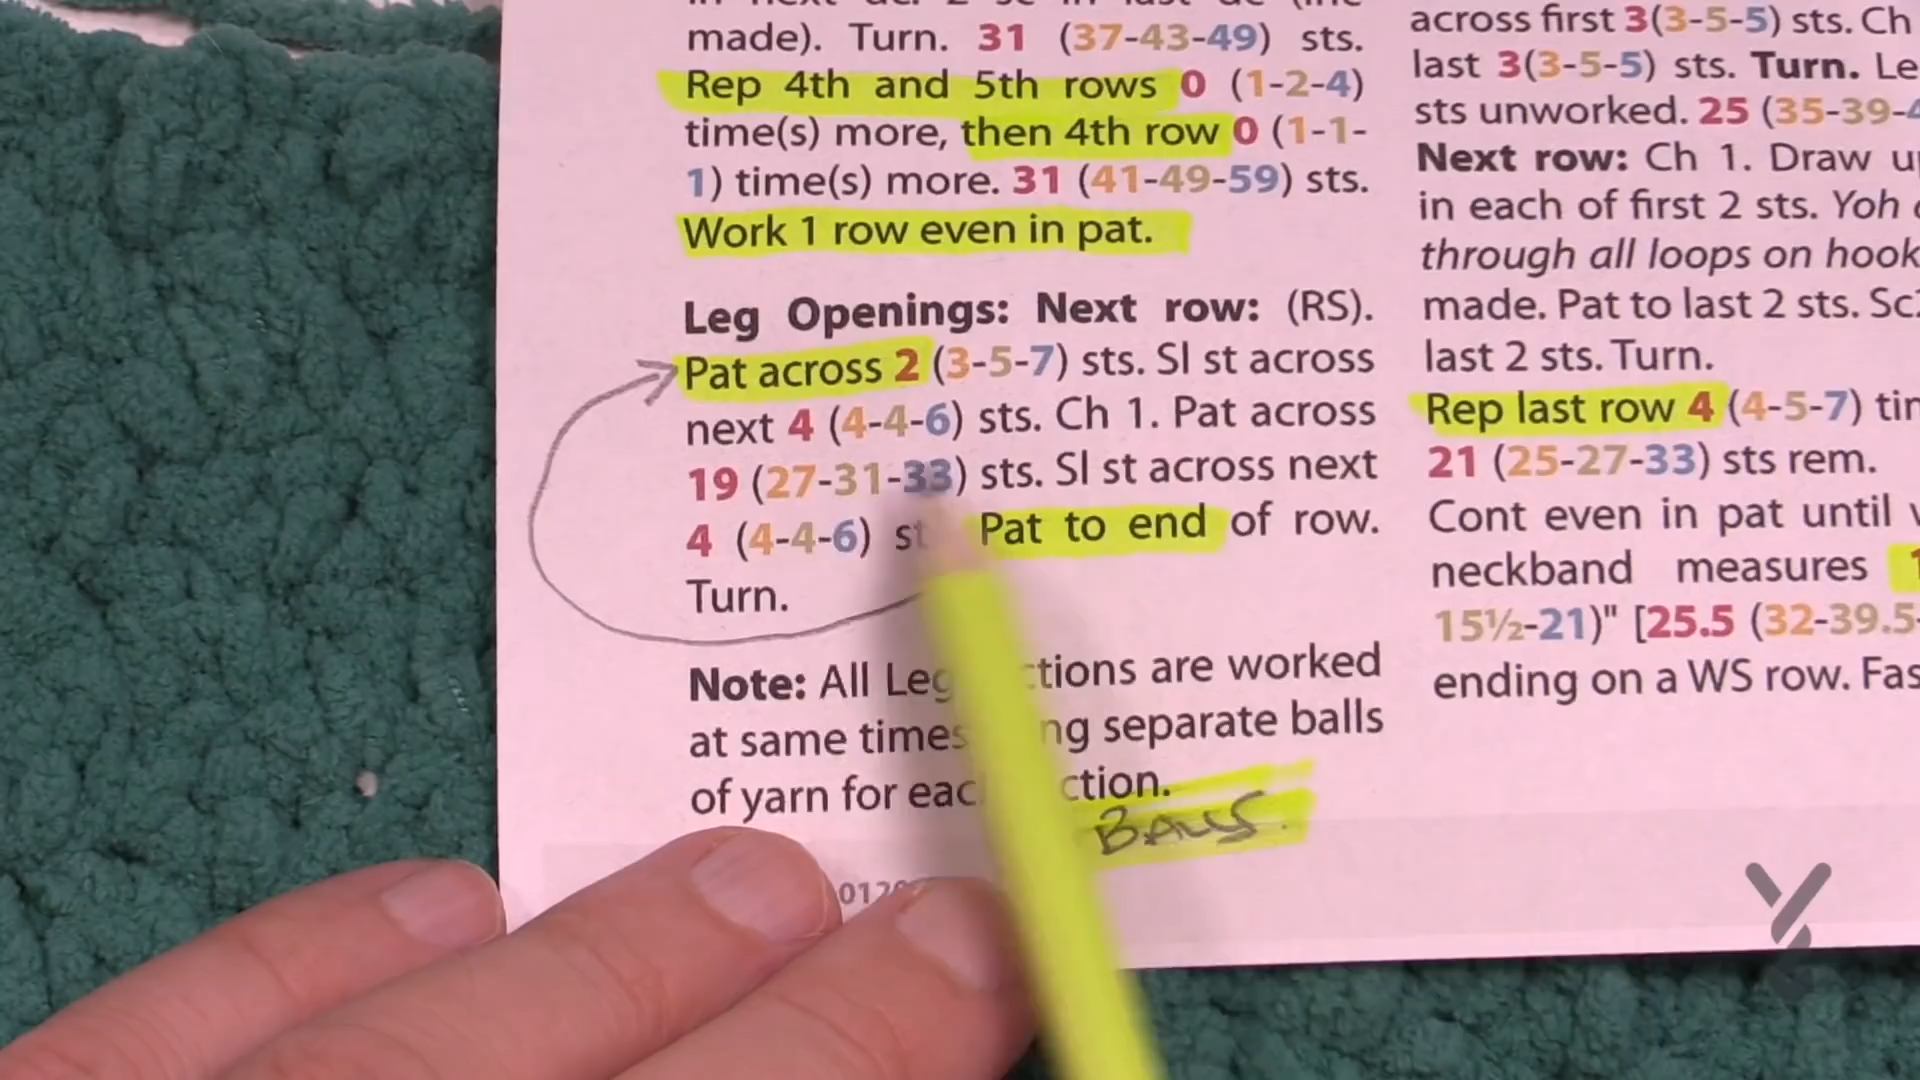 made). Turn. 31 (37-43-49) sts.
Rep 4th and 5th rows 0 (1-2-4)
time(s) more, then 4th row 0 (1-1-
1) time(s) more. 31 (41-49-59) sts.
Work 1 row even in pat.
Leg Openings: Next row: (RS).
Pat across 2 (3-5-7) sts. Sl st across
next 4 (4-4-6) sts. Ch 1. Pat across
19 (27-31-33) sts. Sl st across next
4 (4-4-6) Pat to end of row.
Turn.
Note: All are worked
at same separate balls
of yarn for
BALLS.
across first 3(3-5-5) sts. Ch
last 3(3-5-5) sts. Turn.
sts unworked. 25 (35-39-
Next row: Ch 1. Draw
in each of first 2 sts. Yoh
through all loops on hook
made. Pat to last 2 sts.
last 2 sts. Turn.
Rep last row 4 (4-5-7)
21 (25-27-33) sts rem.
Cont even in pat until
neckband measures
15½-21)" [25.5 (32-39.5-
ending on a WS row.